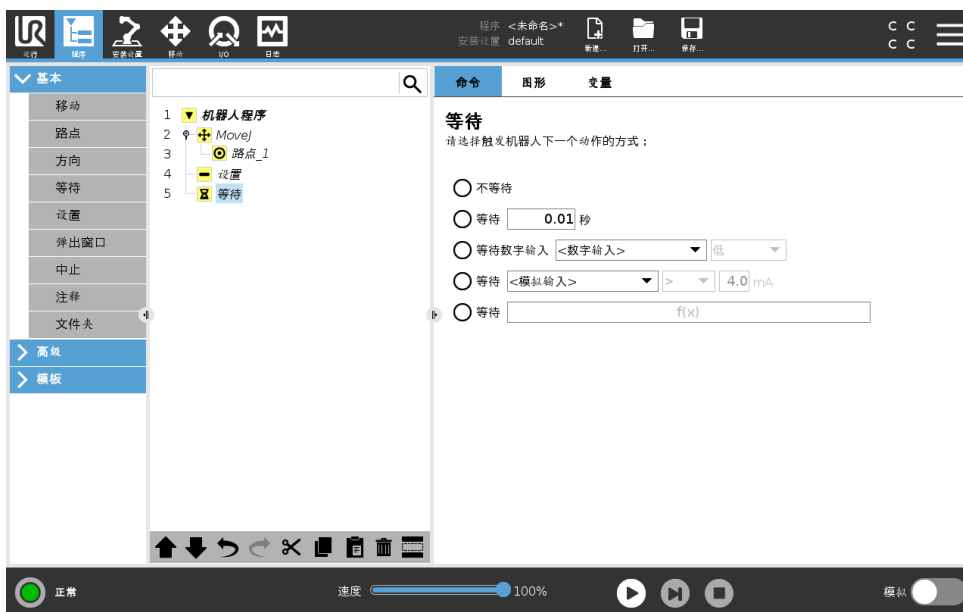 UR
运行 程序 安装设置 移动 I/O 日志
程序 <未命名>*
安装设置 default
新建... 打开... 保存...
C C
C C
基本
移动
路点
方向
等待
设置
弹出窗口
中止
注释
文件夹
高级
模板
1 机器人程序
2 MoveJ
3 路点_1
4 设置
5 等待
命令 图形 变量
等待
请选择触发机器人下一个动作的方式；
不等待
等待 0.01 秒
等待数字输入 <数字输入> 低
等待 <模拟输入> > 4.0 mA
等待 f(x)
正常
速度 100%
模拟